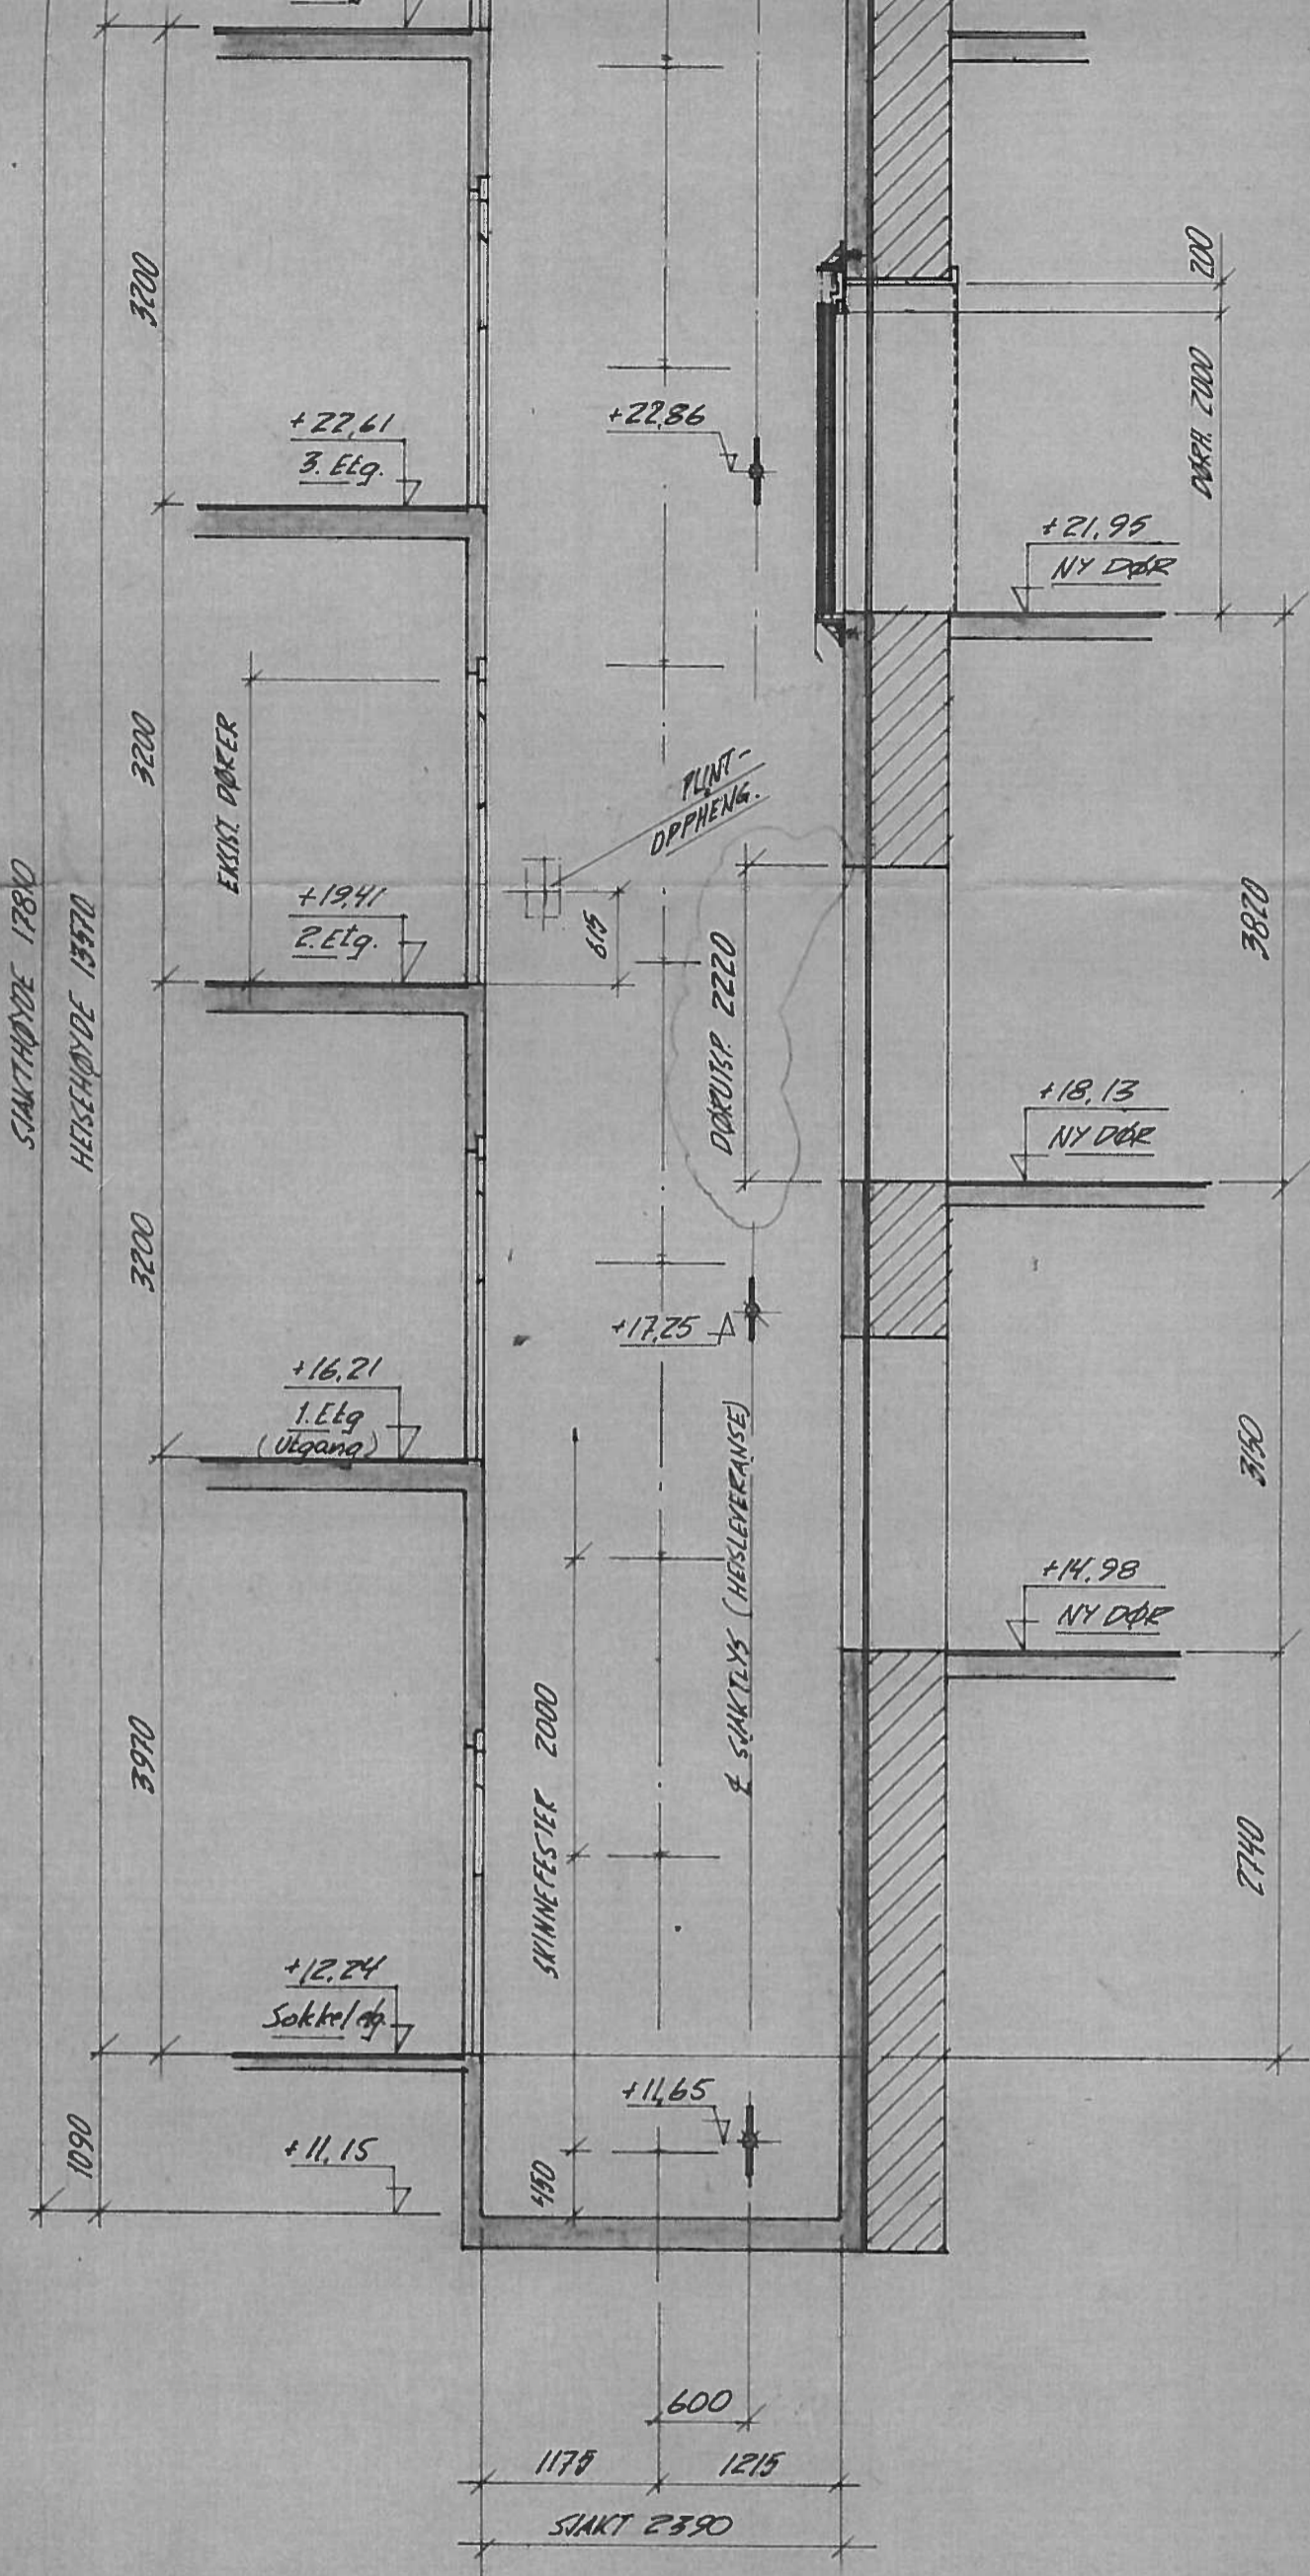 200
3200
DØRH. 2000
+22,61
3. Etg.
+22,86
+21,95
NY DØR
3200
EKSIST. DØRER
PLINT-
OPPHENG.
+19,41
2. Etg.
615
DØRUTSP. 2220
3820
SJAKTHØYDE 17810
HEISEHØYDE 13570
+18,13
NY DØR
3200
+17,25
+16,21
1. Etg
(Utgang)
℄ SJAKTLYS (HEISLEVERANSE)
3150
+14,98
NY DØR
3970
SKINNEFESTER 2000
2740
+12,24
Sokkel etg.
+11,65
1090
+11,15
450
600
1175
1215
SJAKT 2390